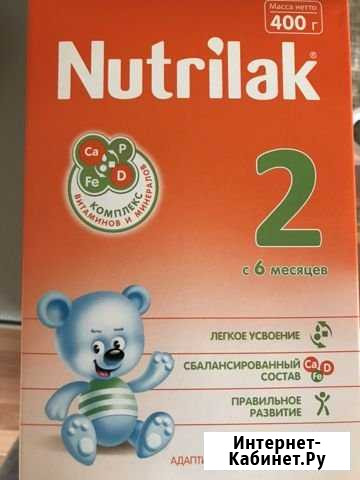 Масса нетто
400 г
Nutrilak®
Ca P
Fe D
КОМПЛЕКС
ВИТАМИНОВ И МИНЕРАЛОВ
2
с 6 месяцев
ЛЕГКОЕ УСВОЕНИЕ
СБАЛАНСИРОВАННЫЙ
СОСТАВ
Ca D
Fe
ПРАВИЛЬНОЕ
РАЗВИТИЕ
Интернет-
Кабинет.Ру